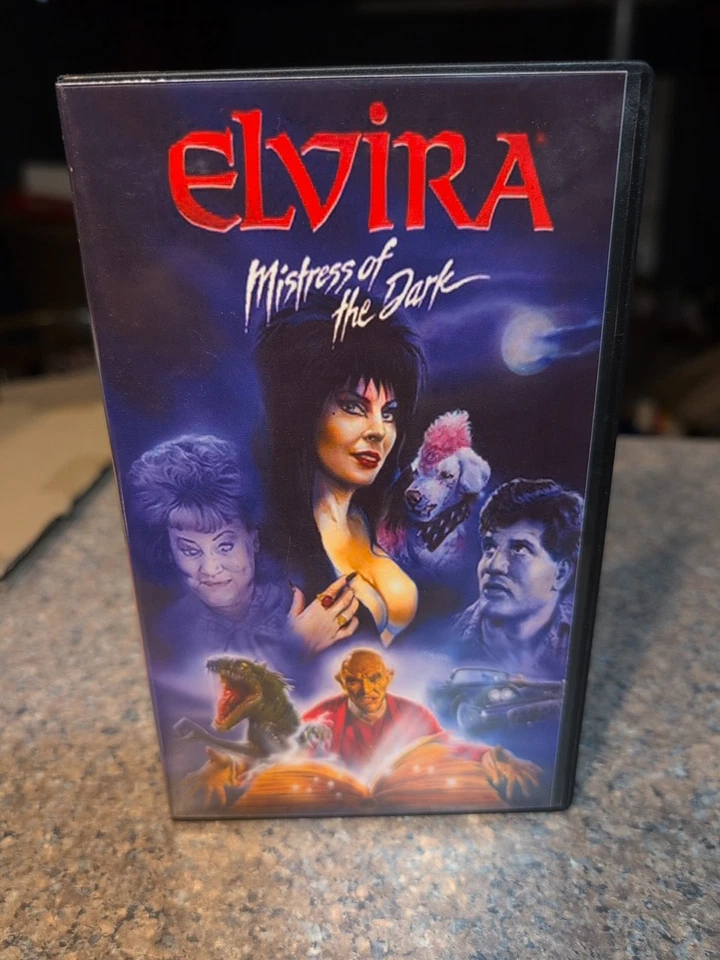 ELVIRA
Mistress of
the Dark